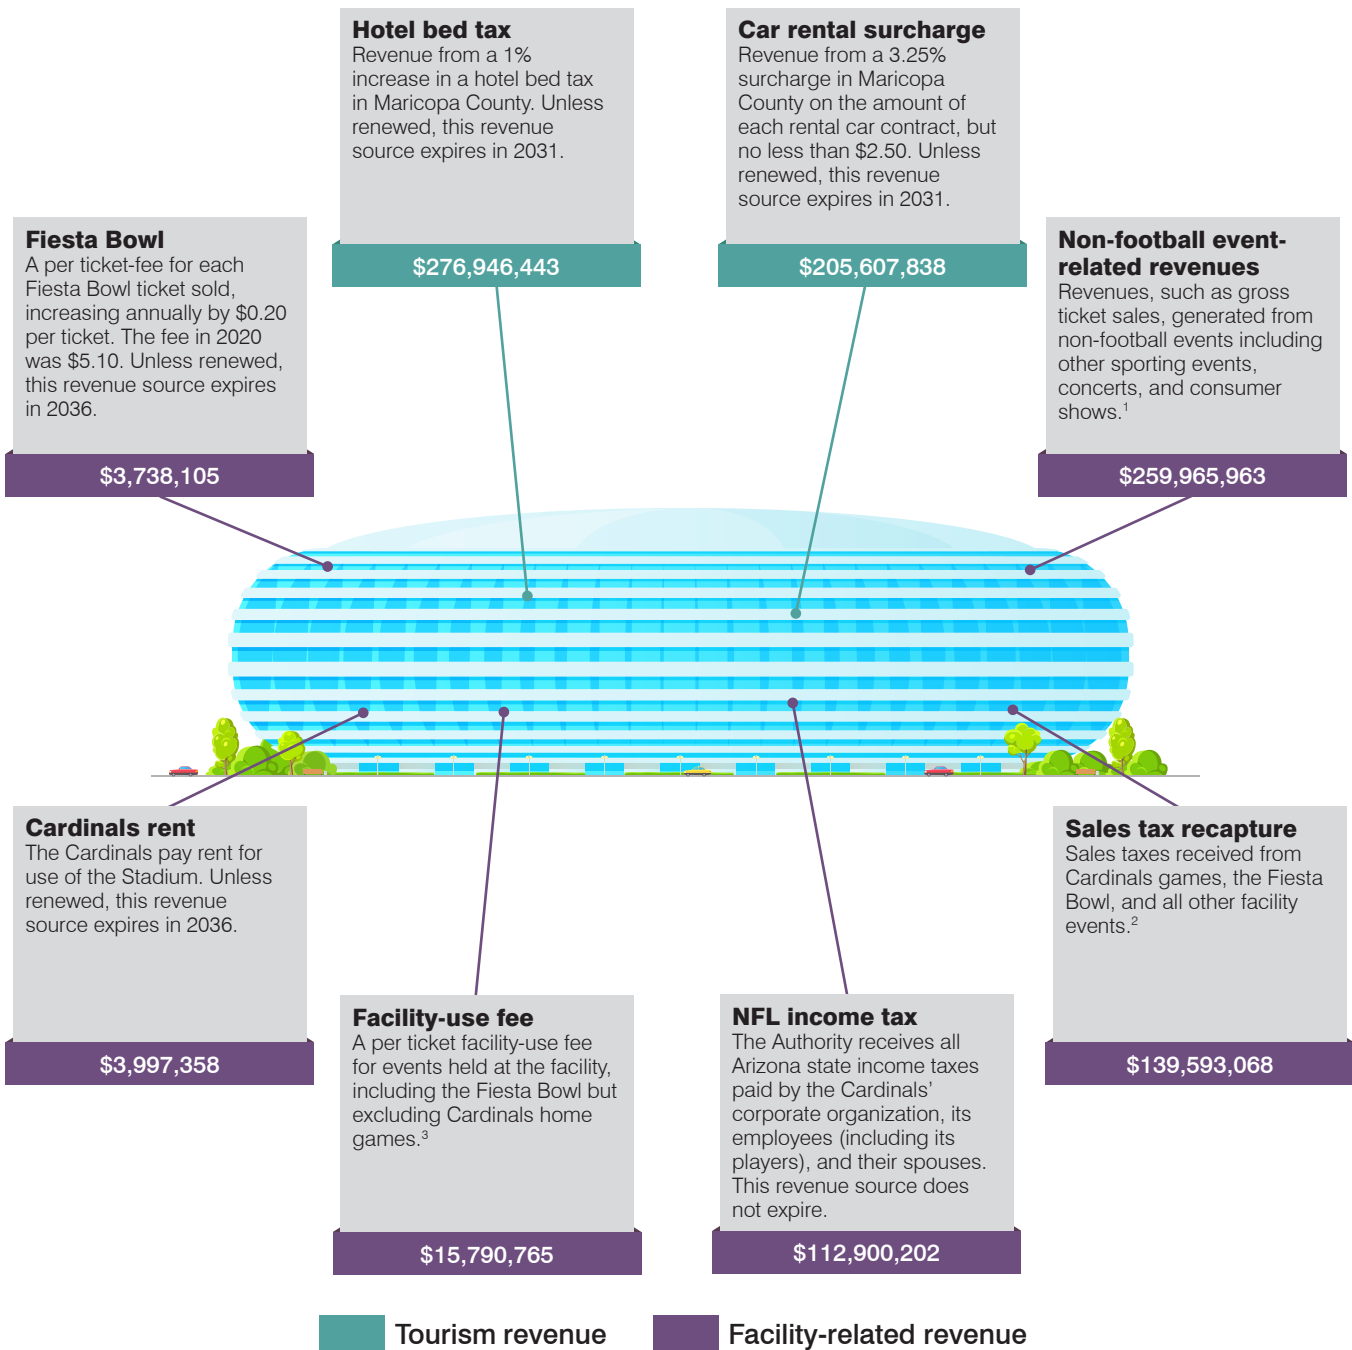 Hotel bed tax
Revenue from a 1%
increase in a hotel bed tax
in Maricopa County. Unless
renewed, this revenue
source expires in 2031.
$276,946,443
Car rental surcharge
Revenue from a 3.25%
surcharge in Maricopa
County on the amount of
each rental car contract, but
no less than $2.50. Unless
renewed, this revenue
source expires in 2031.
$205,607,838
Fiesta Bowl
A per ticket-fee for each
Fiesta Bowl ticket sold,
increasing annually by $0.20
per ticket. The fee in 2020
was $5.10. Unless renewed,
this revenue source expires
in 2036.
$3,738,105
Non-football event-
related revenues
Revenues, such as gross
ticket sales, generated from
non-football events including
other sporting events,
concerts, and consumer
shows.1
$259,965,963
Cardinals rent
The Cardinals pay rent for
use of the Stadium. Unless
renewed, this revenue
source expires in 2036.
$3,997,358
Facility-use fee
A per ticket facility-use fee
for events held at the facility,
including the Fiesta Bowl but
excluding Cardinals home
games.3
$15,790,765
NFL income tax
The Authority receives all
Arizona state income taxes
paid by the Cardinals’
corporate organization, its
employees (including its
players), and their spouses.
This revenue source does
not expire.
$112,900,202
Sales tax recapture
Sales taxes received from
Cardinals games, the Fiesta
Bowl, and all other facility
events.2
$139,593,068
Tourism revenue
Facility-related revenue